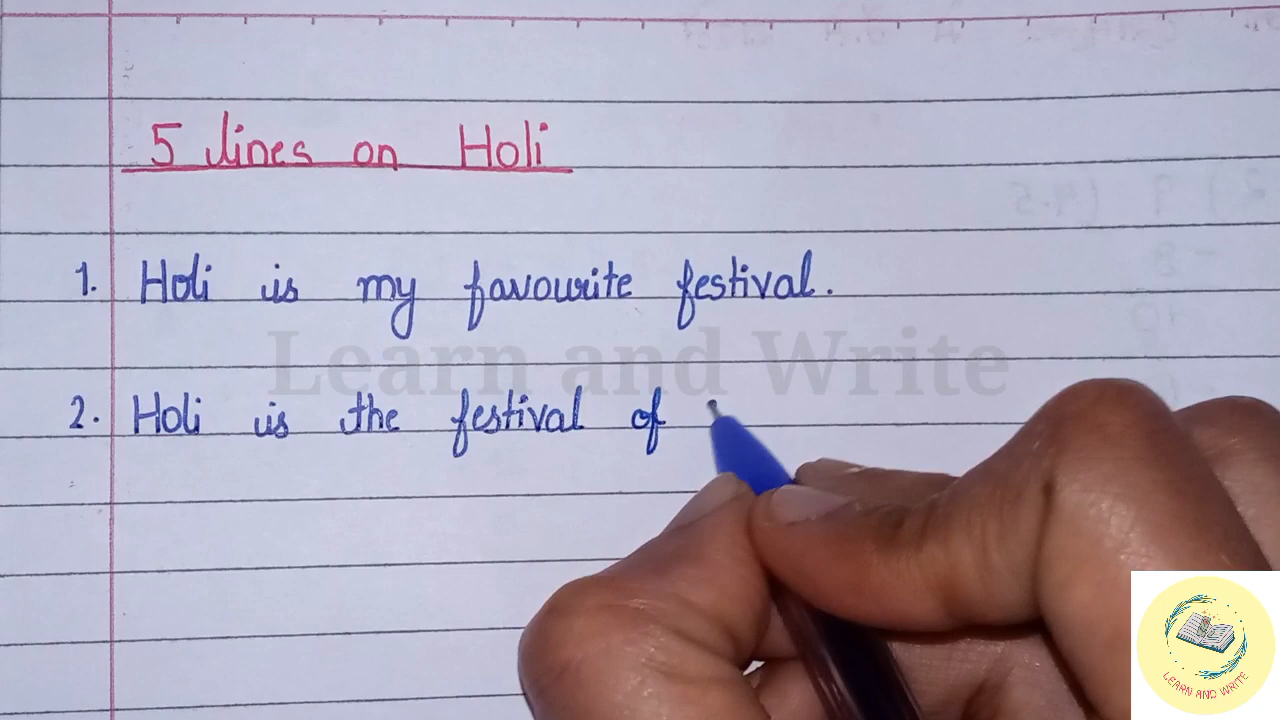 5 lines on Holi
1. Holi is my favourite festival.
Learn and Write
2. Holi is the festival of
LEARN AND WRITE